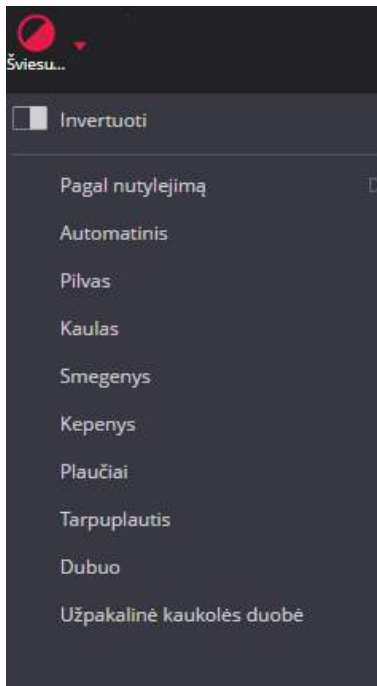 Šviesu...
Invertuoti
Pagal nutylejimą
Automatinis
Pilvas
Kaulas
Smegenys
Kepenys
Plaučiai
Tarpuplautis
Dubuo
Užpakalinė kaukolės duobė